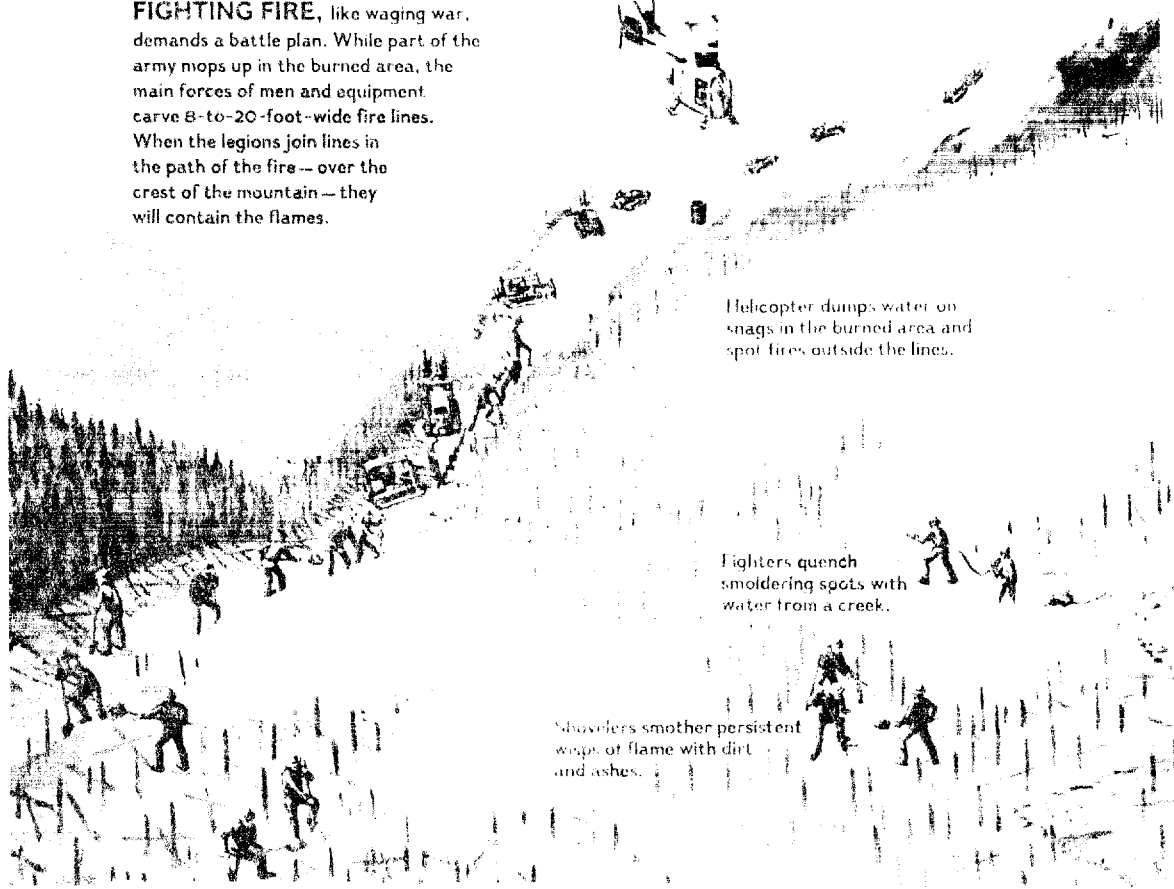 FIGHTING FIRE, like waging war,
demands a battle plan. While part of the
army mops up in the burned area, the
main forces of men and equipment
carve 8-to-20-foot-wide fire lines.
When the legions join lines in
the path of the fire — over the
crest of the mountain — they
will contain the flames.
Helicopter dumps water on
snags in the burned area and
spot fires outside the lines.
Fighters quench
smoldering spots with
water from a creek.
Shovelers smother persistent
wisps of flame with dirt
and ashes.